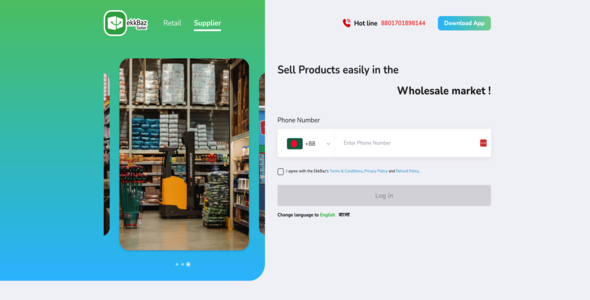 ekkBaz
Retail
Supplier
Hot line 8801701898144
Download App
Sell Products easily in the
Wholesale market !
Phone Number
+88
Enter Phone Number
I agree with the EkkBaz's Terms & Conditions, Privacy Policy and Refund Policy.
Log in
Change language to English বাংলা